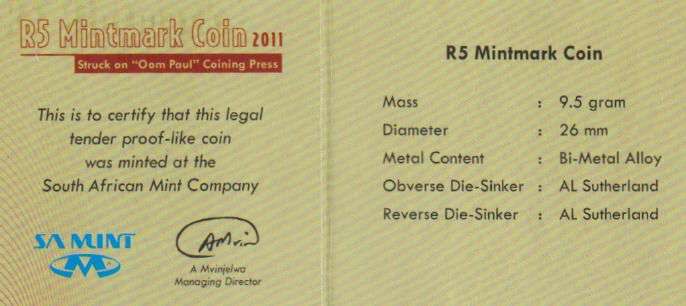 R5 Mintmark Coin 2011
Struck on "Oom Paul" Coining Press
This is to certify that this legal
tender proof-like coin
was minted at the
South African Mint Company
SA MINT
A Mvinjelwa
Managing Director
R5 Mintmark Coin
Mass : 9.5 gram
Diameter : 26 mm
Metal Content : Bi-Metal Alloy
Obverse Die-Sinker : AL Sutherland
Reverse Die-Sinker : AL Sutherland